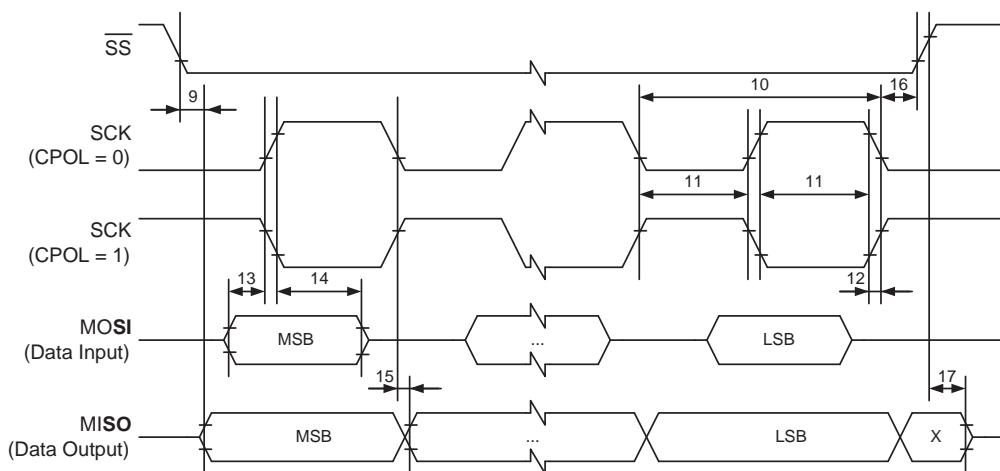 SS
9
10
16
SCK
(CPOL = 0)
11
11
SCK
(CPOL = 1)
13
14
12
MOSI
(Data Input)
MSB
...
LSB
15
17
MISO
(Data Output)
MSB
...
LSB
X